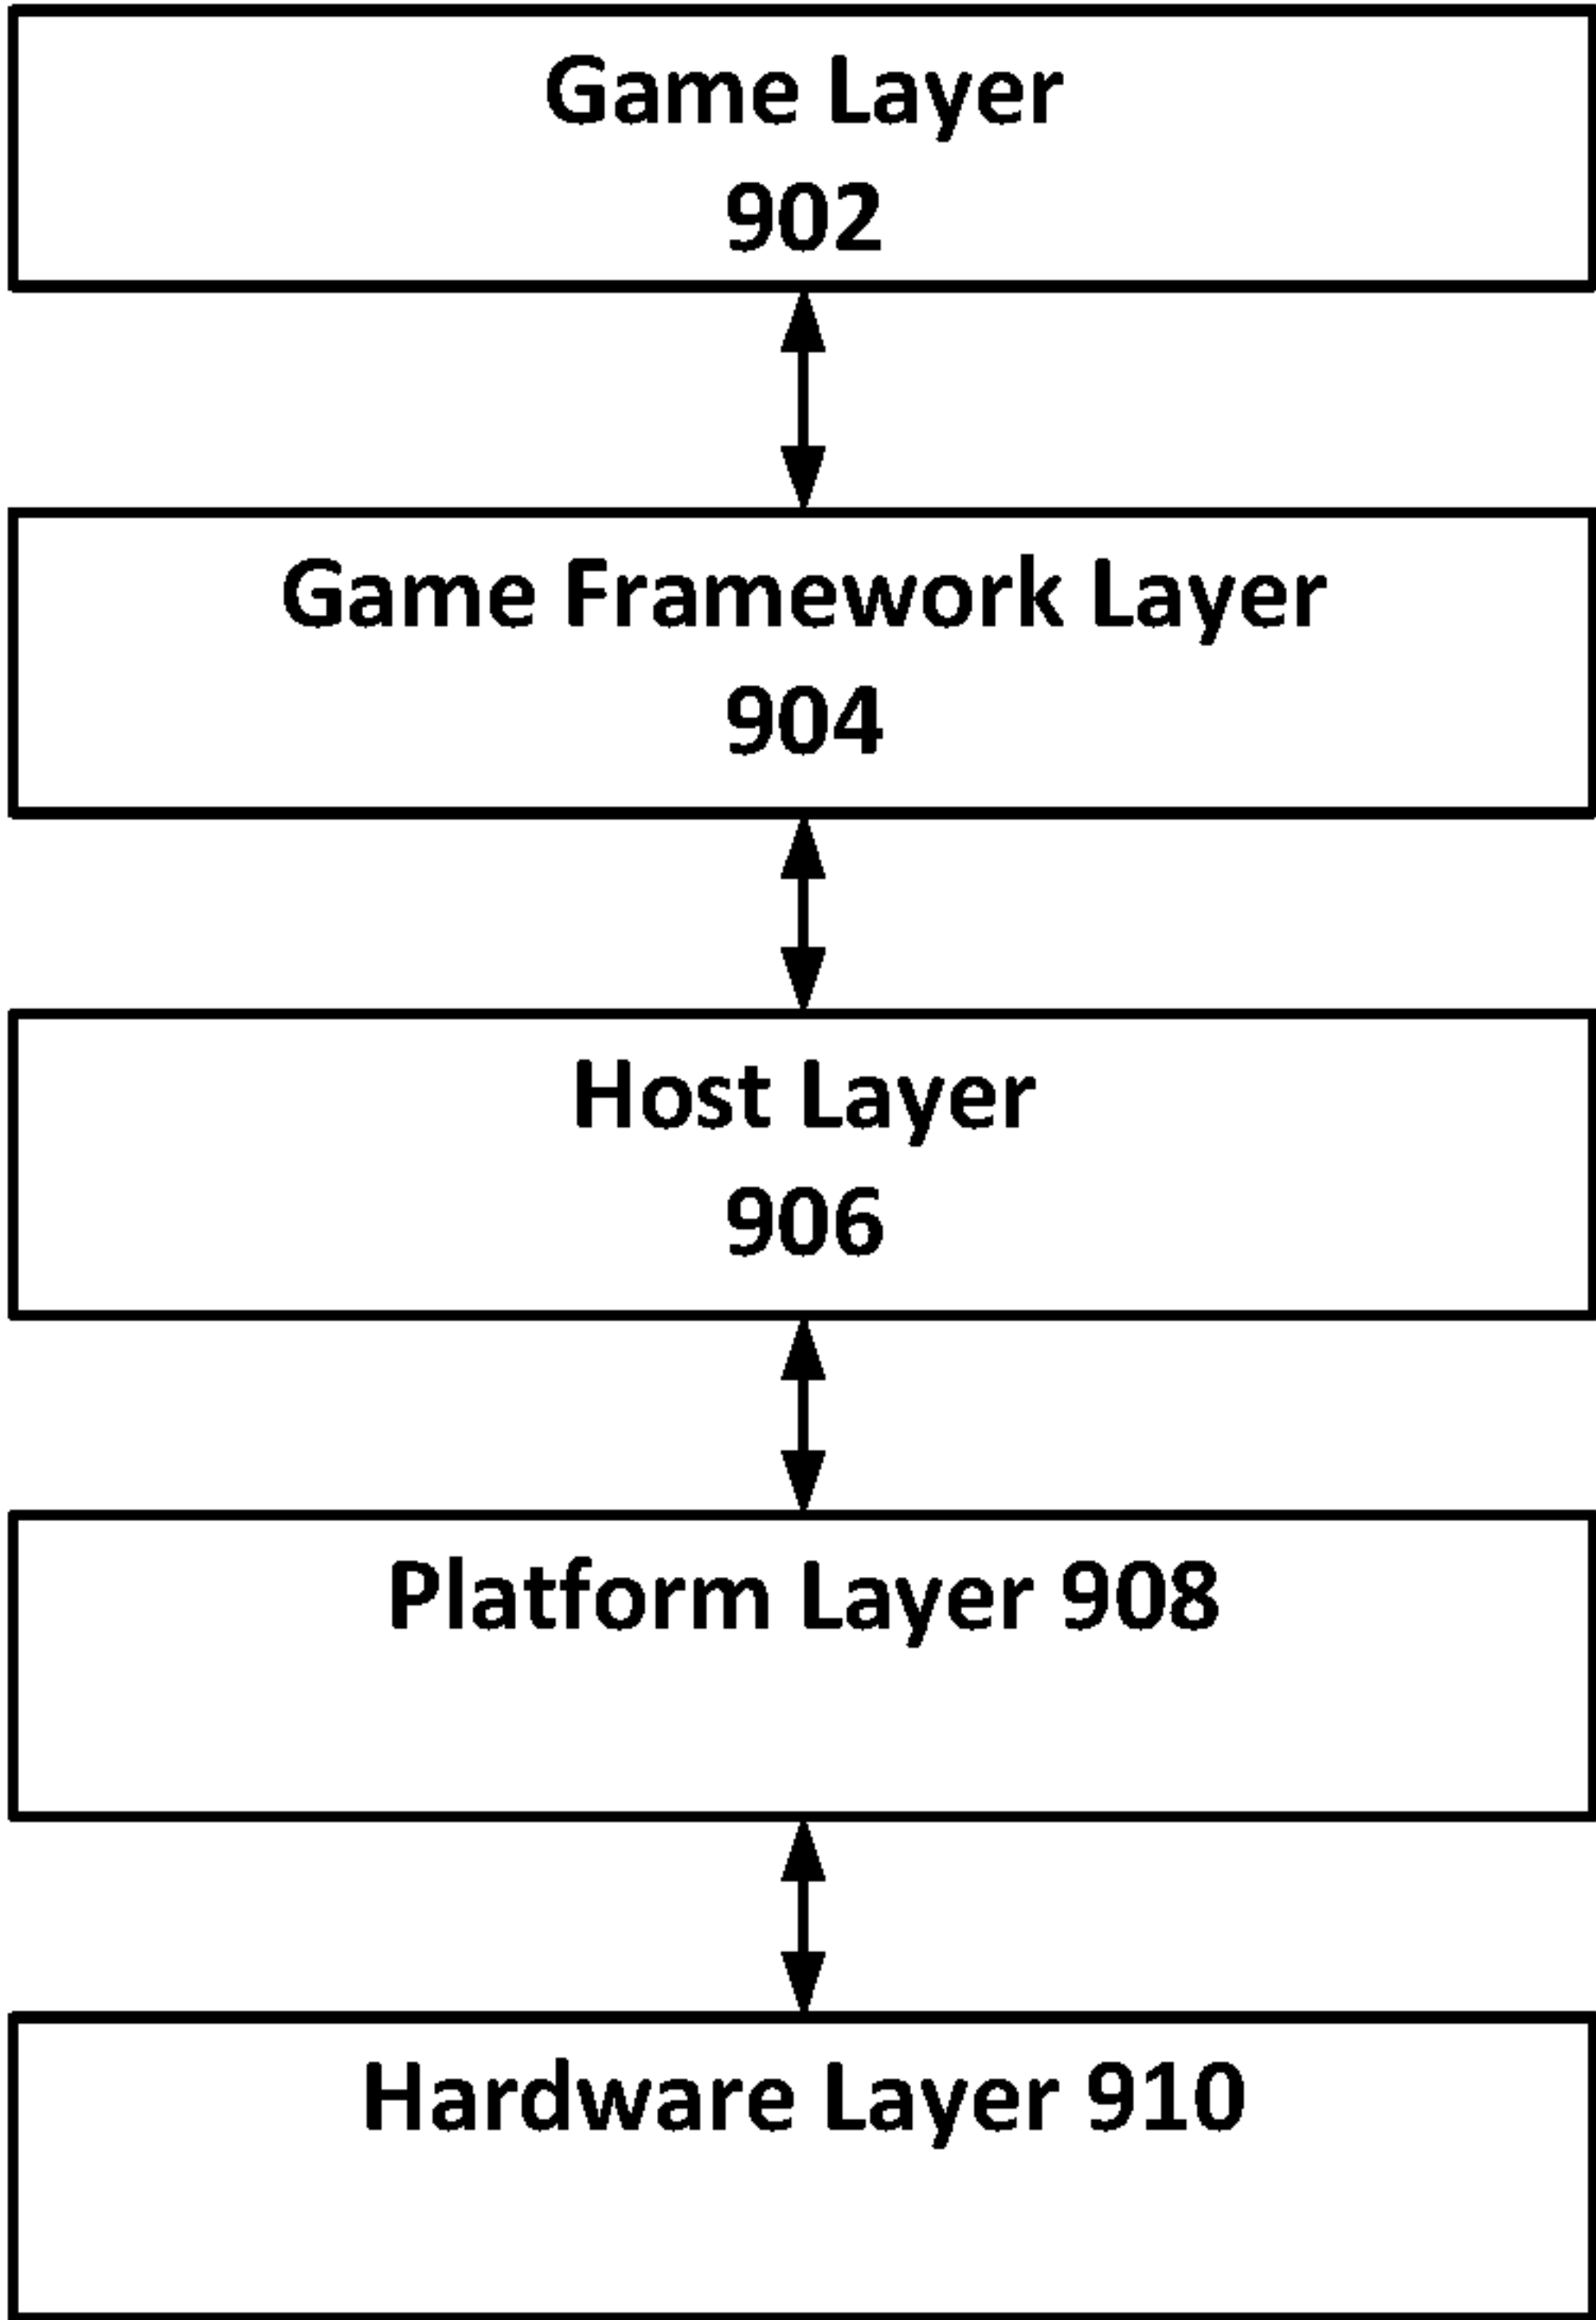 Game Layer
902
Game Framework Layer
904
Host Layer
906
Platform Layer 908
Hardware Layer 910